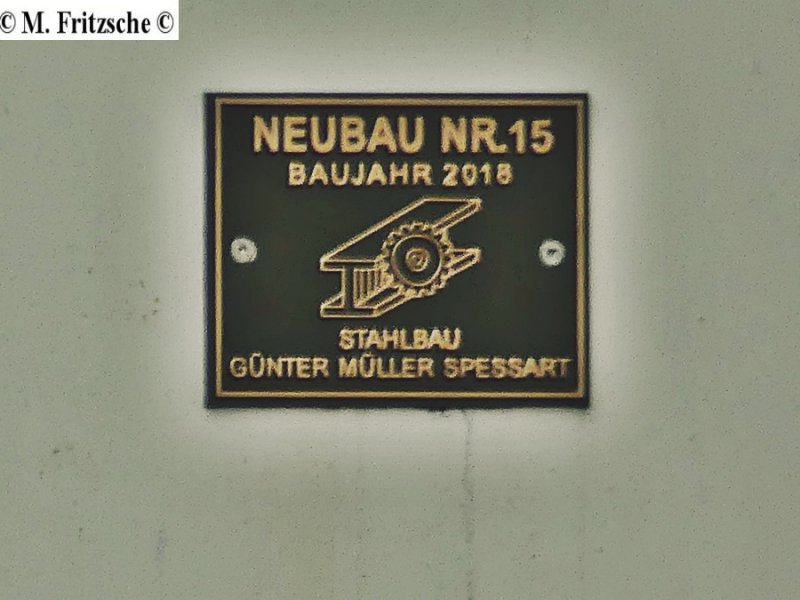 © M. Fritzsche ©
NEUBAU NR.15
BAUJAHR 2018
STAHLBAU
GÜNTER MÜLLER SPESSART